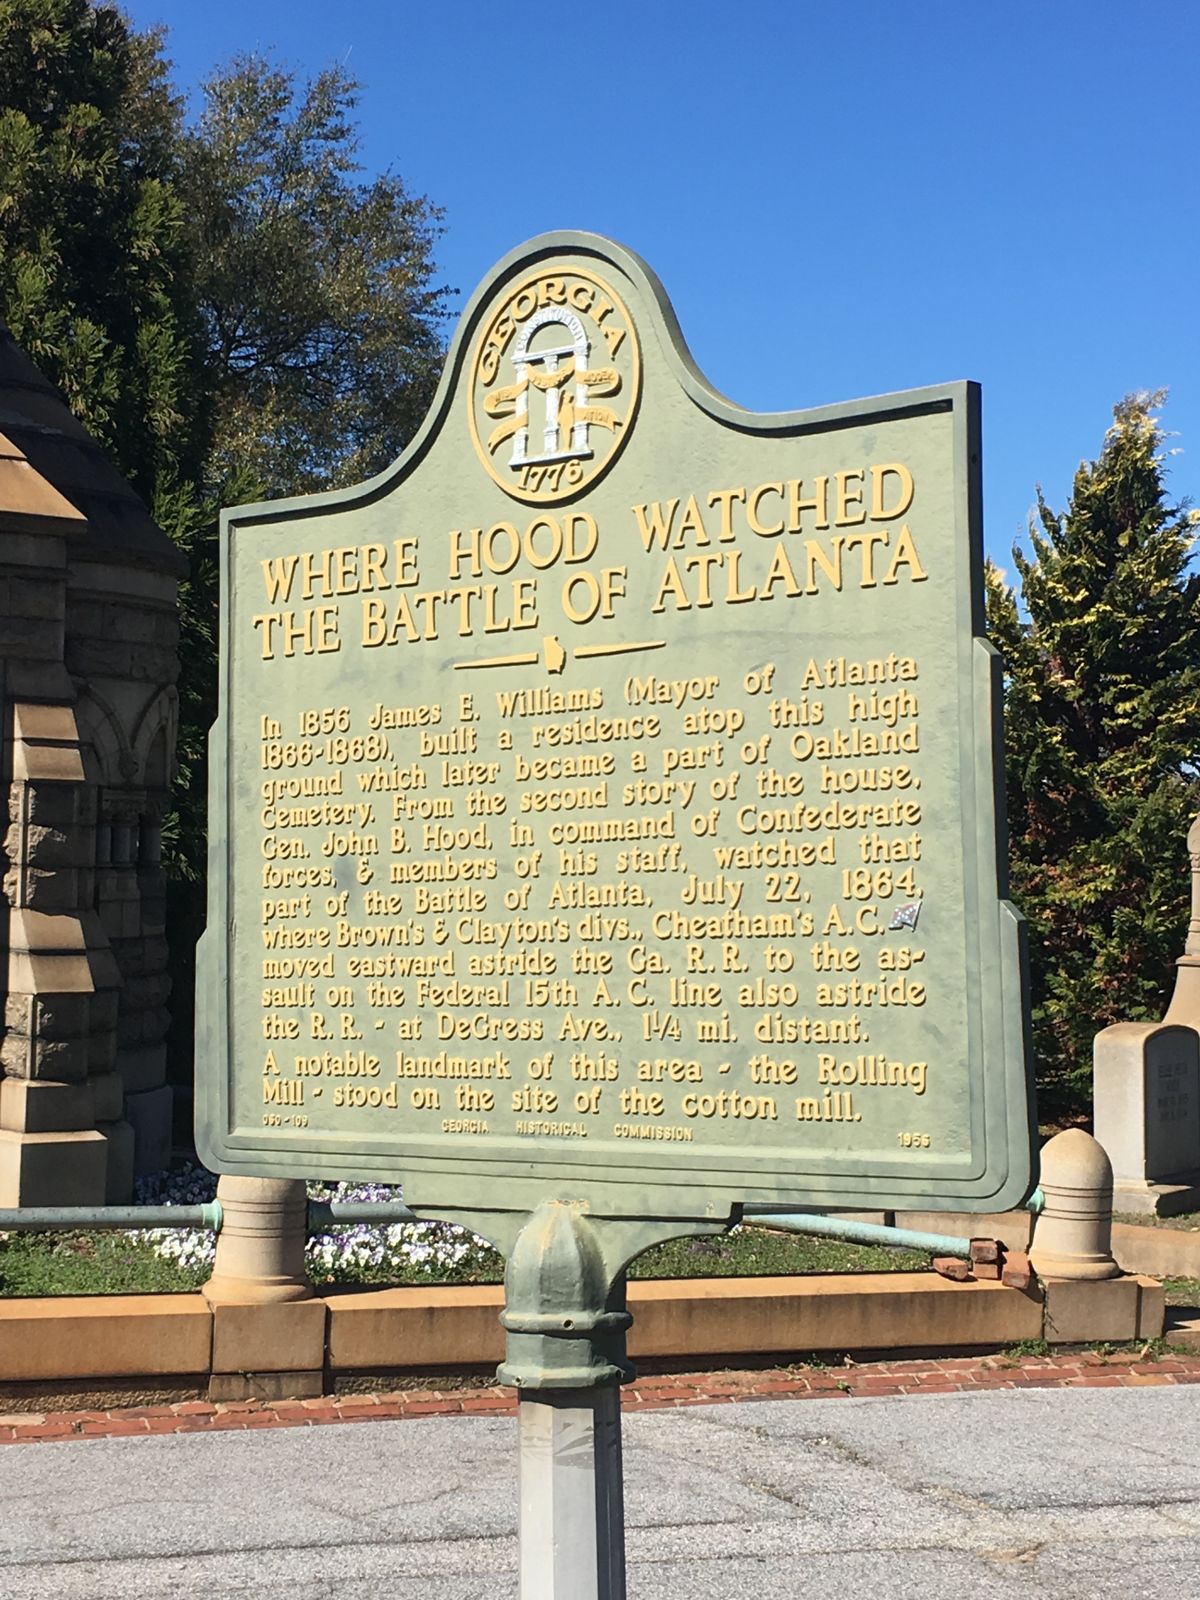 GEORGIA
CONSTITUTION
1776
WHERE HOOD WATCHED
THE BATTLE OF ATLANTA
In 1856 James E. Williams (Mayor of Atlanta
1866-1868), built a residence atop this high
ground which later became a part of Oakland
Cemetery. From the second story of the house,
Gen. John B. Hood, in command of Confederate
forces, & members of his staff, watched that
part of the Battle of Atlanta, July 22, 1864,
where Brown's & Clayton's divs., Cheatham's A.C.
moved eastward astride the Ga. R.R. to the as-
sault on the Federal 15th A.C. line also astride
the R.R. - at DeGress Ave., 1¼ mi. distant.
A notable landmark of this area - the Rolling
Mill - stood on the site of the cotton mill.
060-109 GEORGIA HISTORICAL COMMISSION 1956